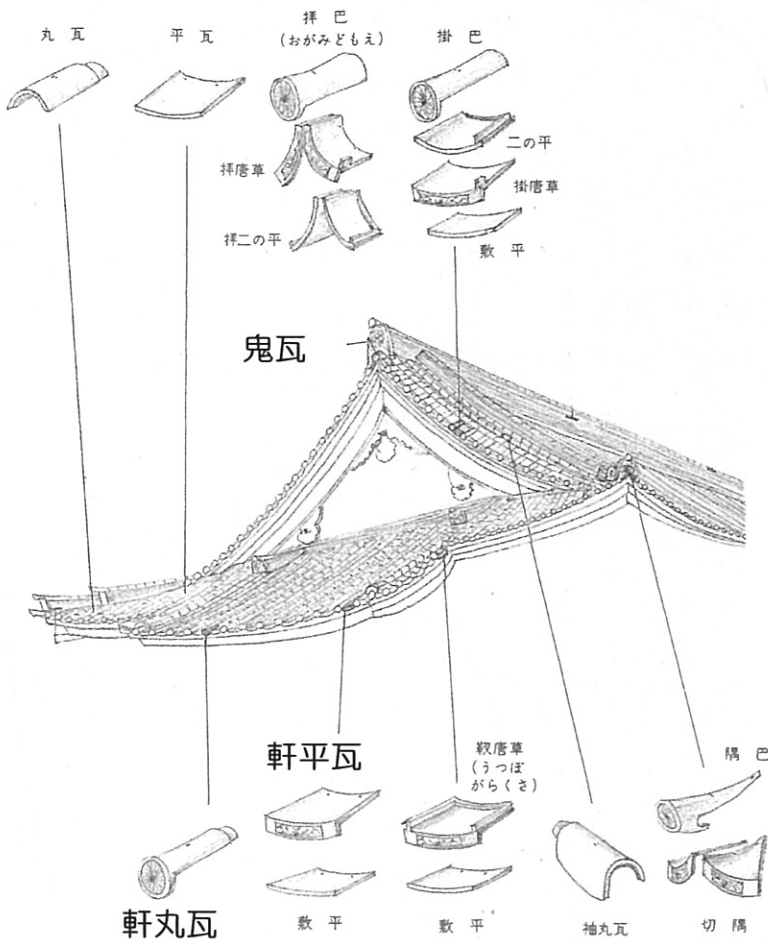 丸瓦
平瓦
拝巴
(おがみどもえ)
掛巴
拝唐草
拝二の平
二の平
掛唐草
敷平
鬼瓦
軒平瓦
靫唐草
(うつぼ
がらくさ)
隅巴
軒丸瓦
敷平
敷平
袖丸瓦
切隅